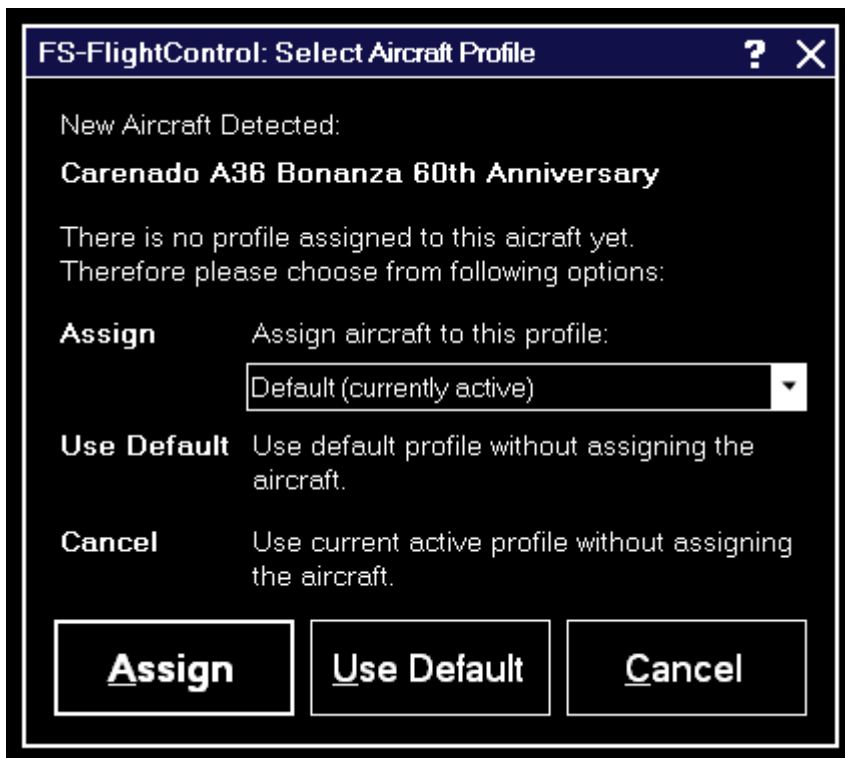 FS-FlightControl: Select Aircraft Profile ? X
New Aircraft Detected:
Carenado A36 Bonanza 60th Anniversary
There is no profile assigned to this aicraft yet.
Therefore please choose from following options:
Assign Assign aircraft to this profile:
Default (currently active)
Use Default Use default profile without assigning the
aircraft.
Cancel Use current active profile without assigning
the aircraft.
Assign Use Default Cancel